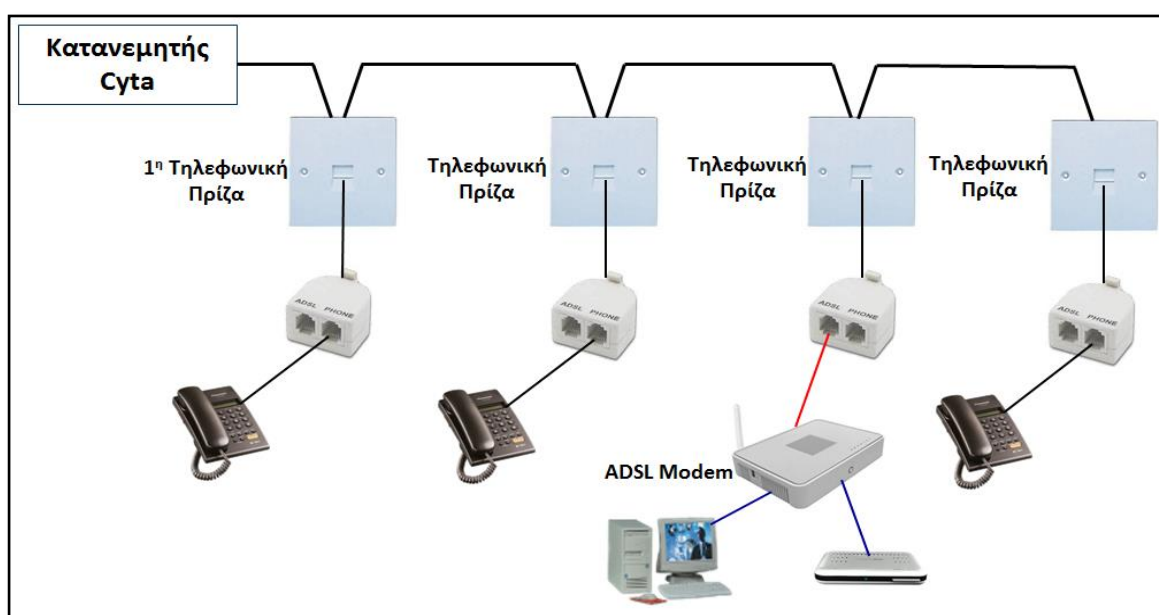 Κατανεμητής
Cyta
1η Τηλεφωνική
Πρίζα
Τηλεφωνική
Πρίζα
Τηλεφωνική
Πρίζα
Τηλεφωνική
Πρίζα
ADSL PHONE
ADSL PHONE
ADSL PHONE
ADSL PHONE
ADSL Modem